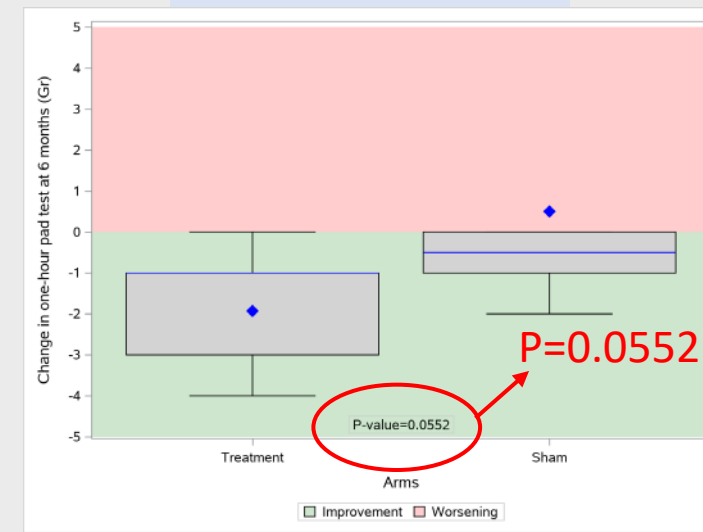 Change in one-hour pad test at 6 months (Gr)
5
4
3
2
1
0
-1
-2
-3
-4
-5
P=0.0552
P-value=0.0552
Treatment
Sham
Arms
Improvement
Worsening